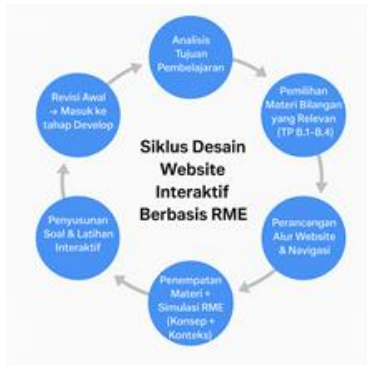 Siklus Desain
Website
Interaktif
Berbasis RME
Analisis
Tujuan
Pembelajaran
Pemilihan
Materi Bilangan
yang Relevan
(TP B.1–B.4)
Perancangan
Alur Website
& Navigasi
Penempatan
Materi +
Simulasi RME
(Konsep +
Konteks)
Penyusunan
Soal & Latihan
Interaktif
Revisi Awal
→ Masuk ke
tahap Develop